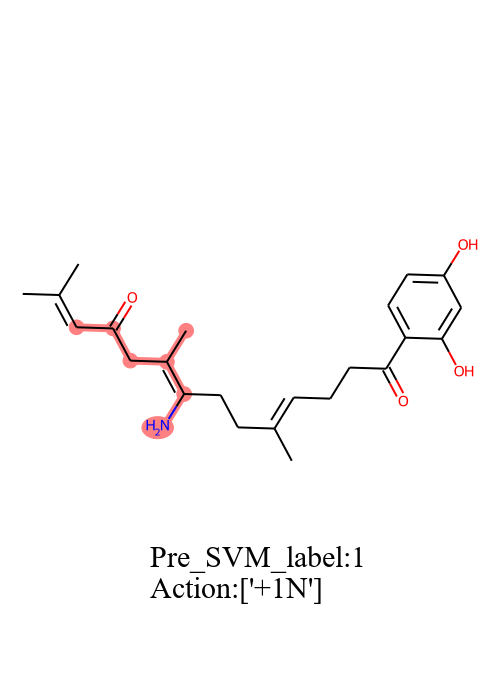 OH
O
OH
O
H2N
Pre_SVM_label:1
Action:['+1N']